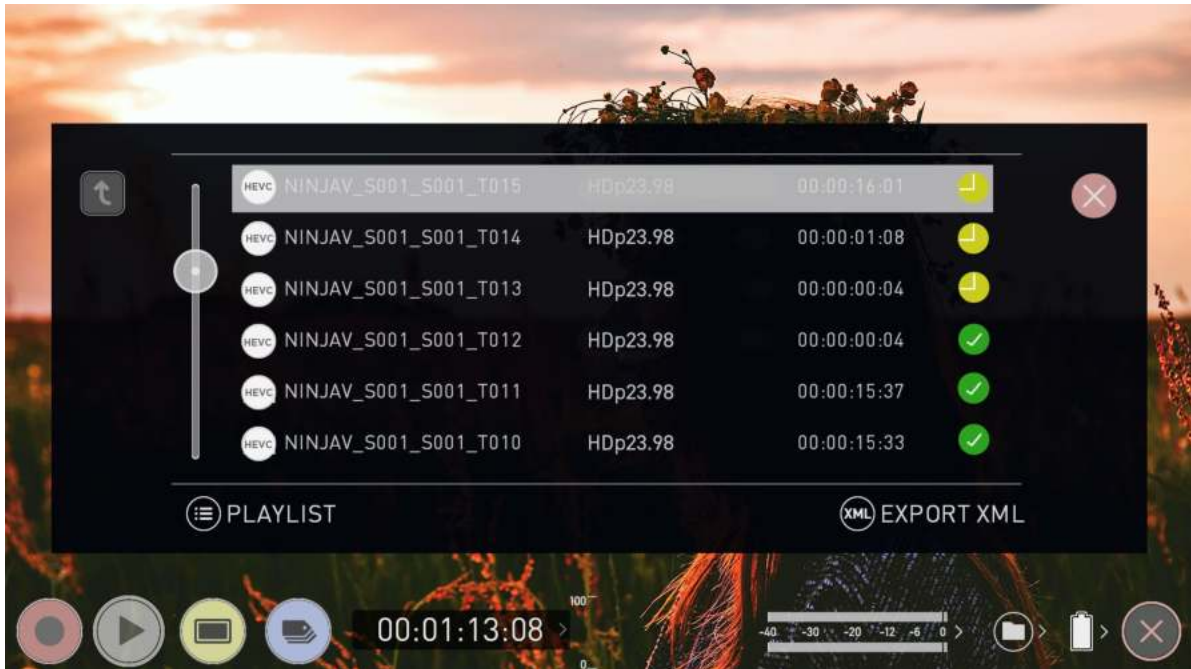 HEVC NINJAV_S001_S001_T015 HDp23.98 00:00:16:01
HEVC NINJAV_S001_S001_T014 HDp23.98 00:00:01:08
HEVC NINJAV_S001_S001_T013 HDp23.98 00:00:00:04
HEVC NINJAV_S001_S001_T012 HDp23.98 00:00:00:04
HEVC NINJAV_S001_S001_T011 HDp23.98 00:00:15:37
HEVC NINJAV_S001_S001_T010 HDp23.98 00:00:15:33
PLAYLIST XML EXPORT XML
100
00:01:13:08
-40 -30 -20 -12 -6 0
0